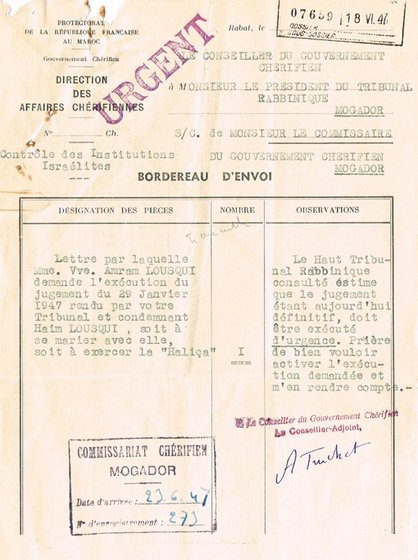 PROTECTORAT
DE LA RÉPUBLIQUE FRANÇAISE
AU MAROC
Gouvernement Chérifien
DIRECTION
DES
AFFAIRES CHÉRIFIENNES
N° Ch.
Contrôle des Institutions
Israélites
URGENT
Rabat, le
07659 18 VI. 47
DOSSIER
SOUS-DOSSIER
LE CONSEILLER DU GOUVERNEMENT
CHERIFIEN
à MONSIEUR LE PRÉSIDENT DU TRIBUNAL
RABBINIQUE
MOGADOR
S/C. de MONSIEUR LE COMMISSAIRE
DU GOUVERNEMENT CHERIFIEN
MOGADOR
BORDEREAU D'ENVOI
DÉSIGNATION DES PIÈCES
NOMBRE
OBSERVATIONS
Lettre par laquelle
Mme. Vve. Amram LOUSQUI
demande l'exécution du
jugement du 29 Janvier
1947 rendu par votre
Tribunal et condamnant
Haim LOUSQUI, soit à
se marier avec elle,
soit à exercer la "Haliça"
I
===
Le Haut Tribu-
nal Rabbinique
consulté éstime
que le jugement
étant aujourd'hui
définitif, doit
être exécuté
d'urgence. Prière
de bien vouloir
activer l'exécu-
tion demandée et
m'en rendre compte.-
Le Conseiller du Gouvernement Chérifien
Le Conseiller-Adjoint,
COMMISSARIAT CHÉRIFIEN
MOGADOR
Date d'arrivée : 23.6.47
N° d'enregistrement : 273